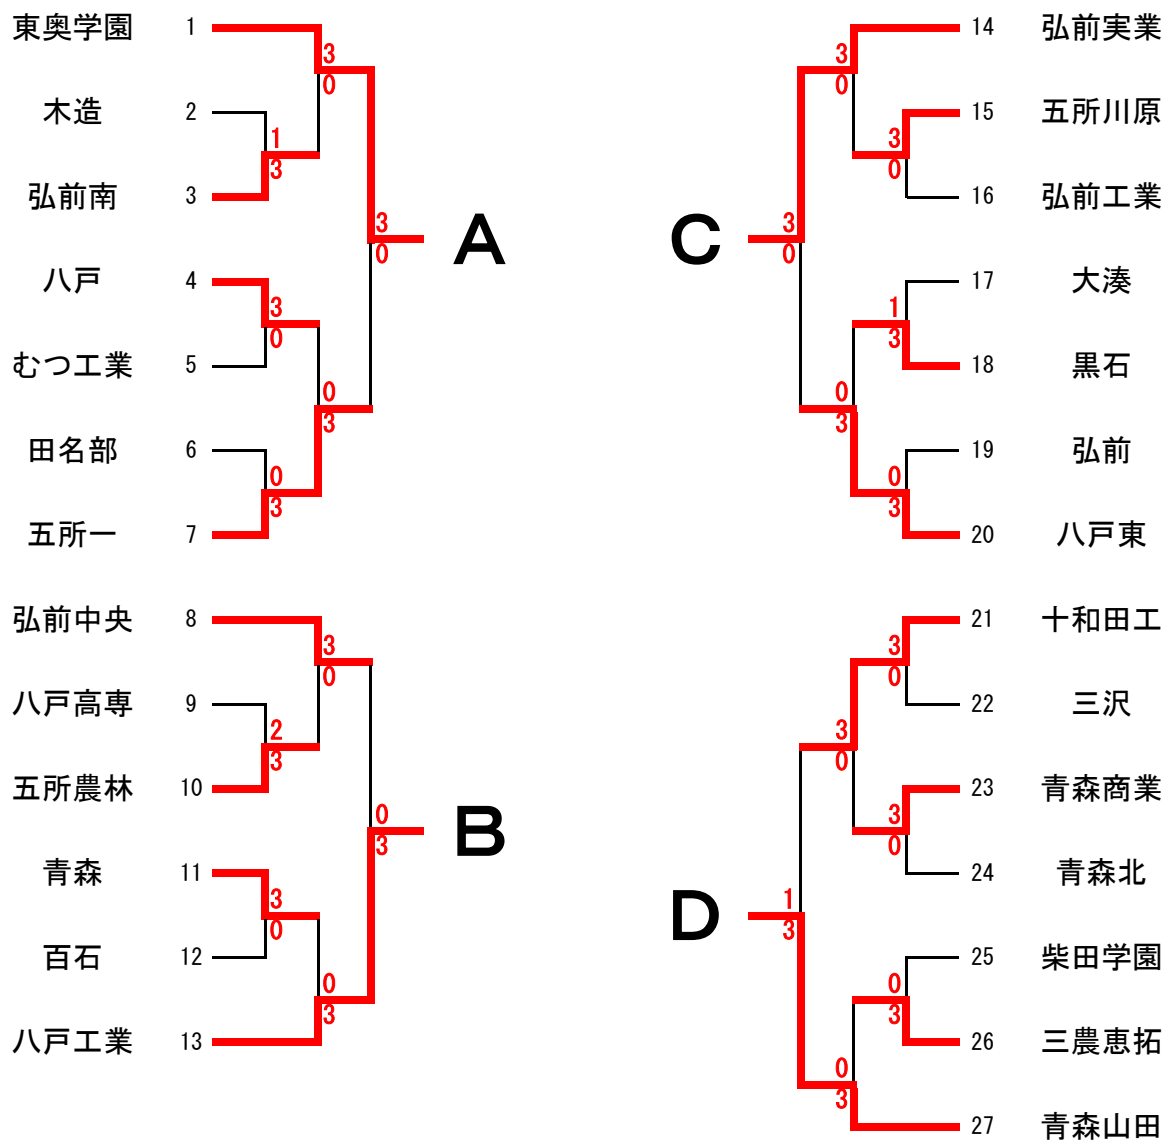 東奥学園 1
木造 2
弘前南 3
八戸 4
むつ工業 5
田名部 6
五所一 7
3
0
1
3
3
0
0
3
0
3
3
0
A
弘前中央 8
八戸高専 9
五所農林 10
青森 11
百石 12
八戸工業 13
3
0
2
3
0
3
3
0
0
3
B
14 弘前実業
15 五所川原
16 弘前工業
17 大湊
18 黒石
19 弘前
20 八戸東
3
0
3
0
3
0
1
3
0
3
0
3
C
21 十和田工
22 三沢
23 青森商業
24 青森北
25 柴田学園
26 三農恵拓
27 青森山田
3
0
3
0
3
0
1
3
0
3
0
3
D